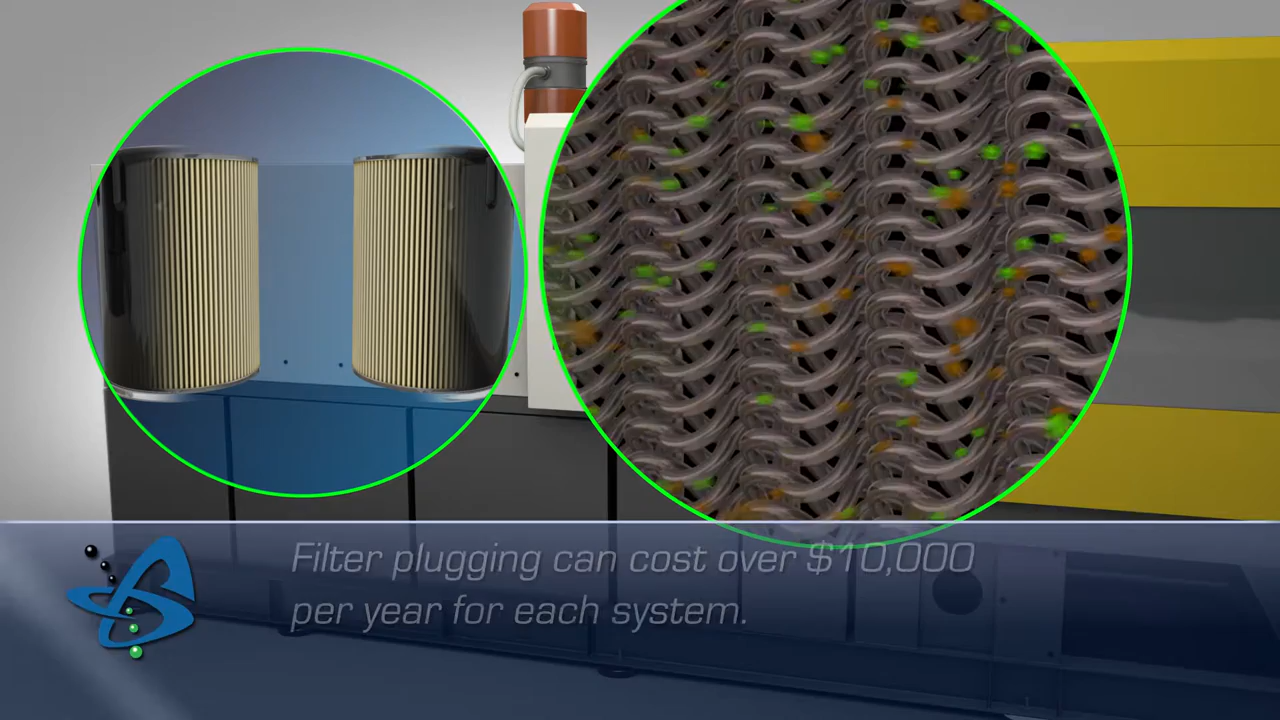 Filter plugging can cost over $10,000
per year for each system.